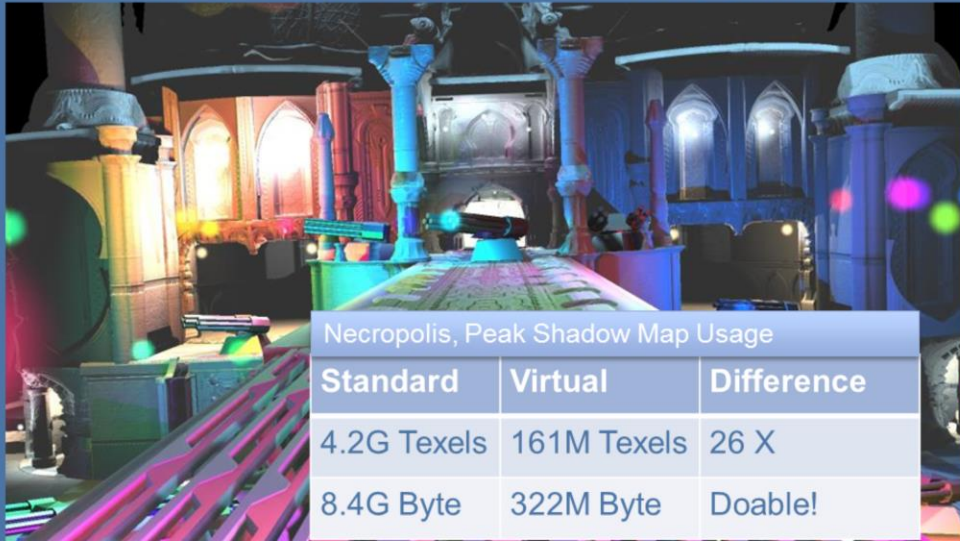 Necropolis, Peak Shadow Map Usage
Standard Virtual Difference
4.2G Texels 161M Texels 26 X
8.4G Byte 322M Byte Doable!